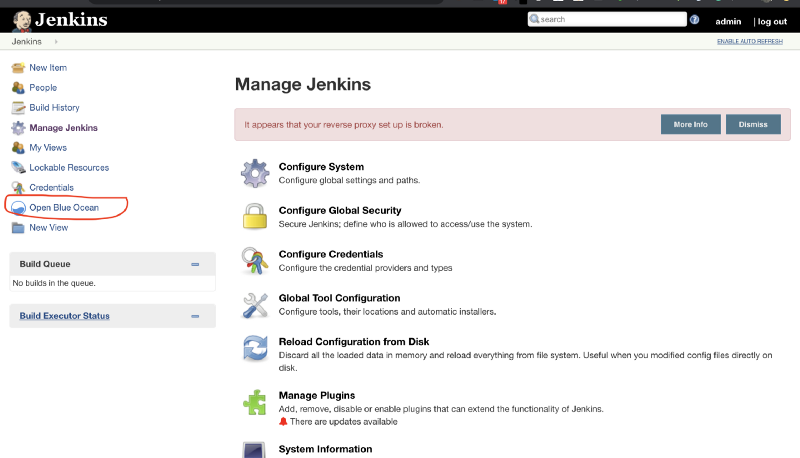 17
Jenkins
search
admin
| log out
Jenkins
ENABLE AUTO REFRESH
New Item
People
Build History
Manage Jenkins
My Views
Lockable Resources
Credentials
Open Blue Ocean
New View
Build Queue
No builds in the queue.
Build Executor Status
Manage Jenkins
It appears that your reverse proxy set up is broken.
More Info
Dismiss
Configure System
Configure global settings and paths.
Configure Global Security
Secure Jenkins; define who is allowed to access/use the system.
Configure Credentials
Configure the credential providers and types
Global Tool Configuration
Configure tools, their locations and automatic installers.
Reload Configuration from Disk
Discard all the loaded data in memory and reload everything from file system. Useful when you modified config files directly on
disk.
Manage Plugins
Add, remove, disable or enable plugins that can extend the functionality of Jenkins.
There are updates available
System Information